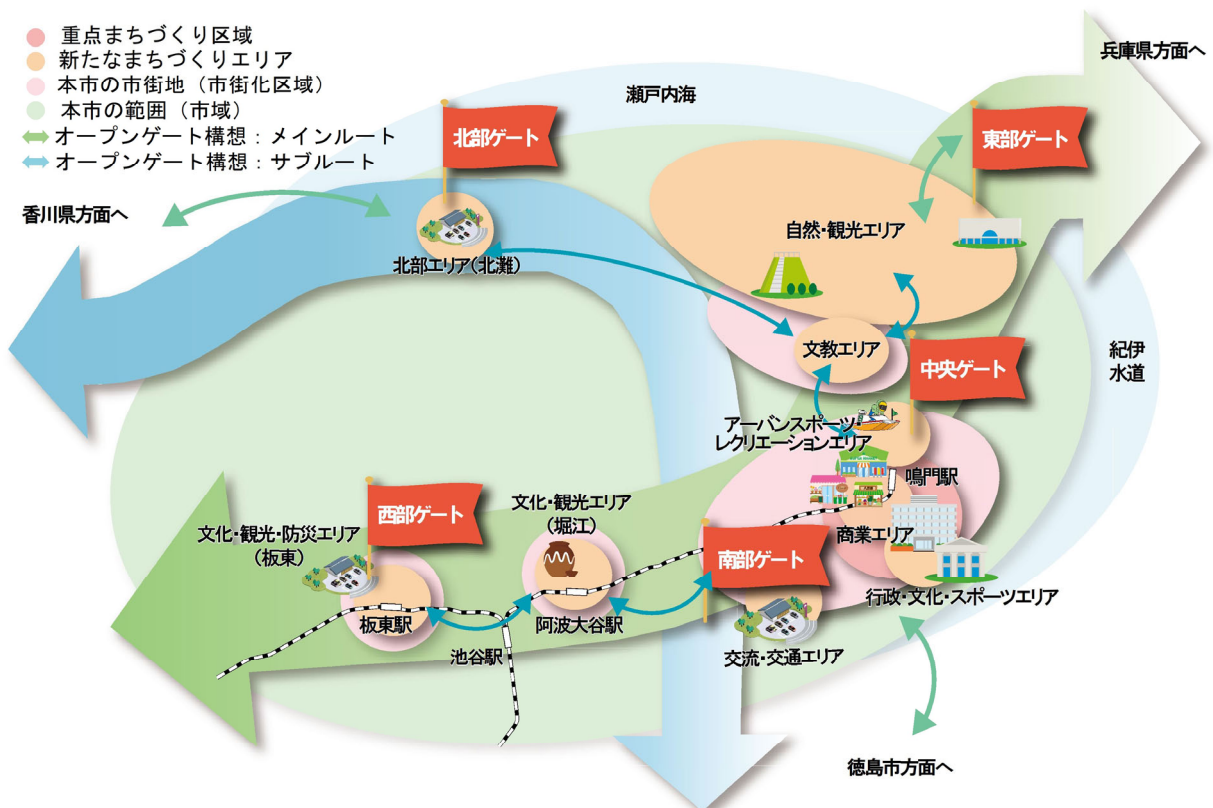 重点まちづくり区域
新たなまちづくりエリア
本市の市街地（市街化区域）
本市の範囲（市域）
オープンゲート構想：メインルート
オープンゲート構想：サブルート
兵庫県方面へ
瀬戸内海
北部ゲート
東部ゲート
香川県方面へ
自然・観光エリア
北部エリア（北灘）
文教エリア
紀伊
水道
中央ゲート
アーバンスポーツ・
レクリエーションエリア
鳴門駅
文化・観光エリア
（堀江）
西部ゲート
文化・観光・防災エリア
（板東）
商業エリア
南部ゲート
行政・文化・スポーツエリア
板東駅
阿波大谷駅
池谷駅
交流・交通エリア
徳島市方面へ